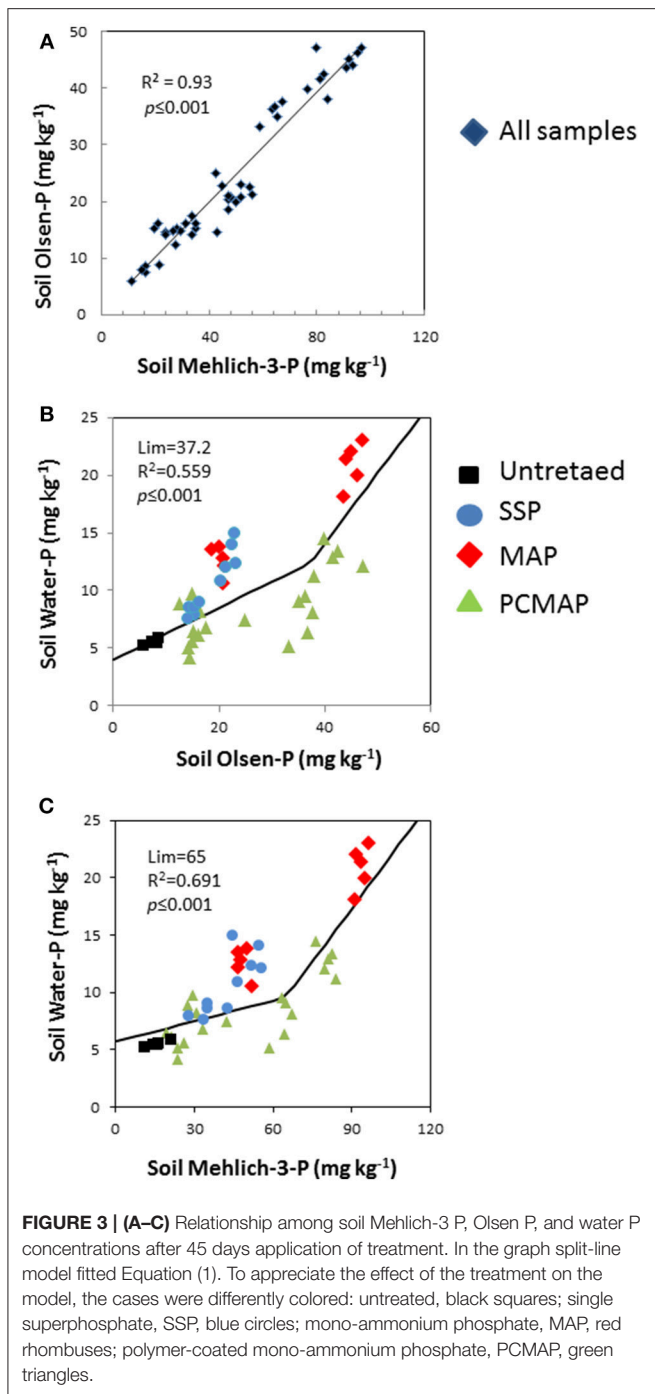 A
50
40
30
20
10
0
Soil Olsen-P (mg kg⁻¹)
R² = 0.93
p≤0.001
0 40 80 120
Soil Mehlich-3-P (mg kg⁻¹)
All samples
B
25
20
15
10
5
0
Soil Water-P (mg kg⁻¹)
Lim=37.2
R²=0.559
p≤0.001
0 20 40 60
Soil Olsen-P (mg kg⁻¹)
Untretaed
SSP
MAP
PCMAP
C
25
20
15
10
5
0
Soil Water-P (mg kg⁻¹)
Lim=65
R²=0.691
p≤0.001
0 30 60 90 120
Soil Mehlich-3-P (mg kg⁻¹)
FIGURE 3 | (A–C) Relationship among soil Mehlich-3 P, Olsen P, and water P
concentrations after 45 days application of treatment. In the graph split-line
model fitted Equation (1). To appreciate the effect of the treatment on the
model, the cases were differently colored: untreated, black squares; single
superphosphate, SSP, blue circles; mono-ammonium phosphate, MAP, red
rhombuses; polymer-coated mono-ammonium phosphate, PCMAP, green
triangles.